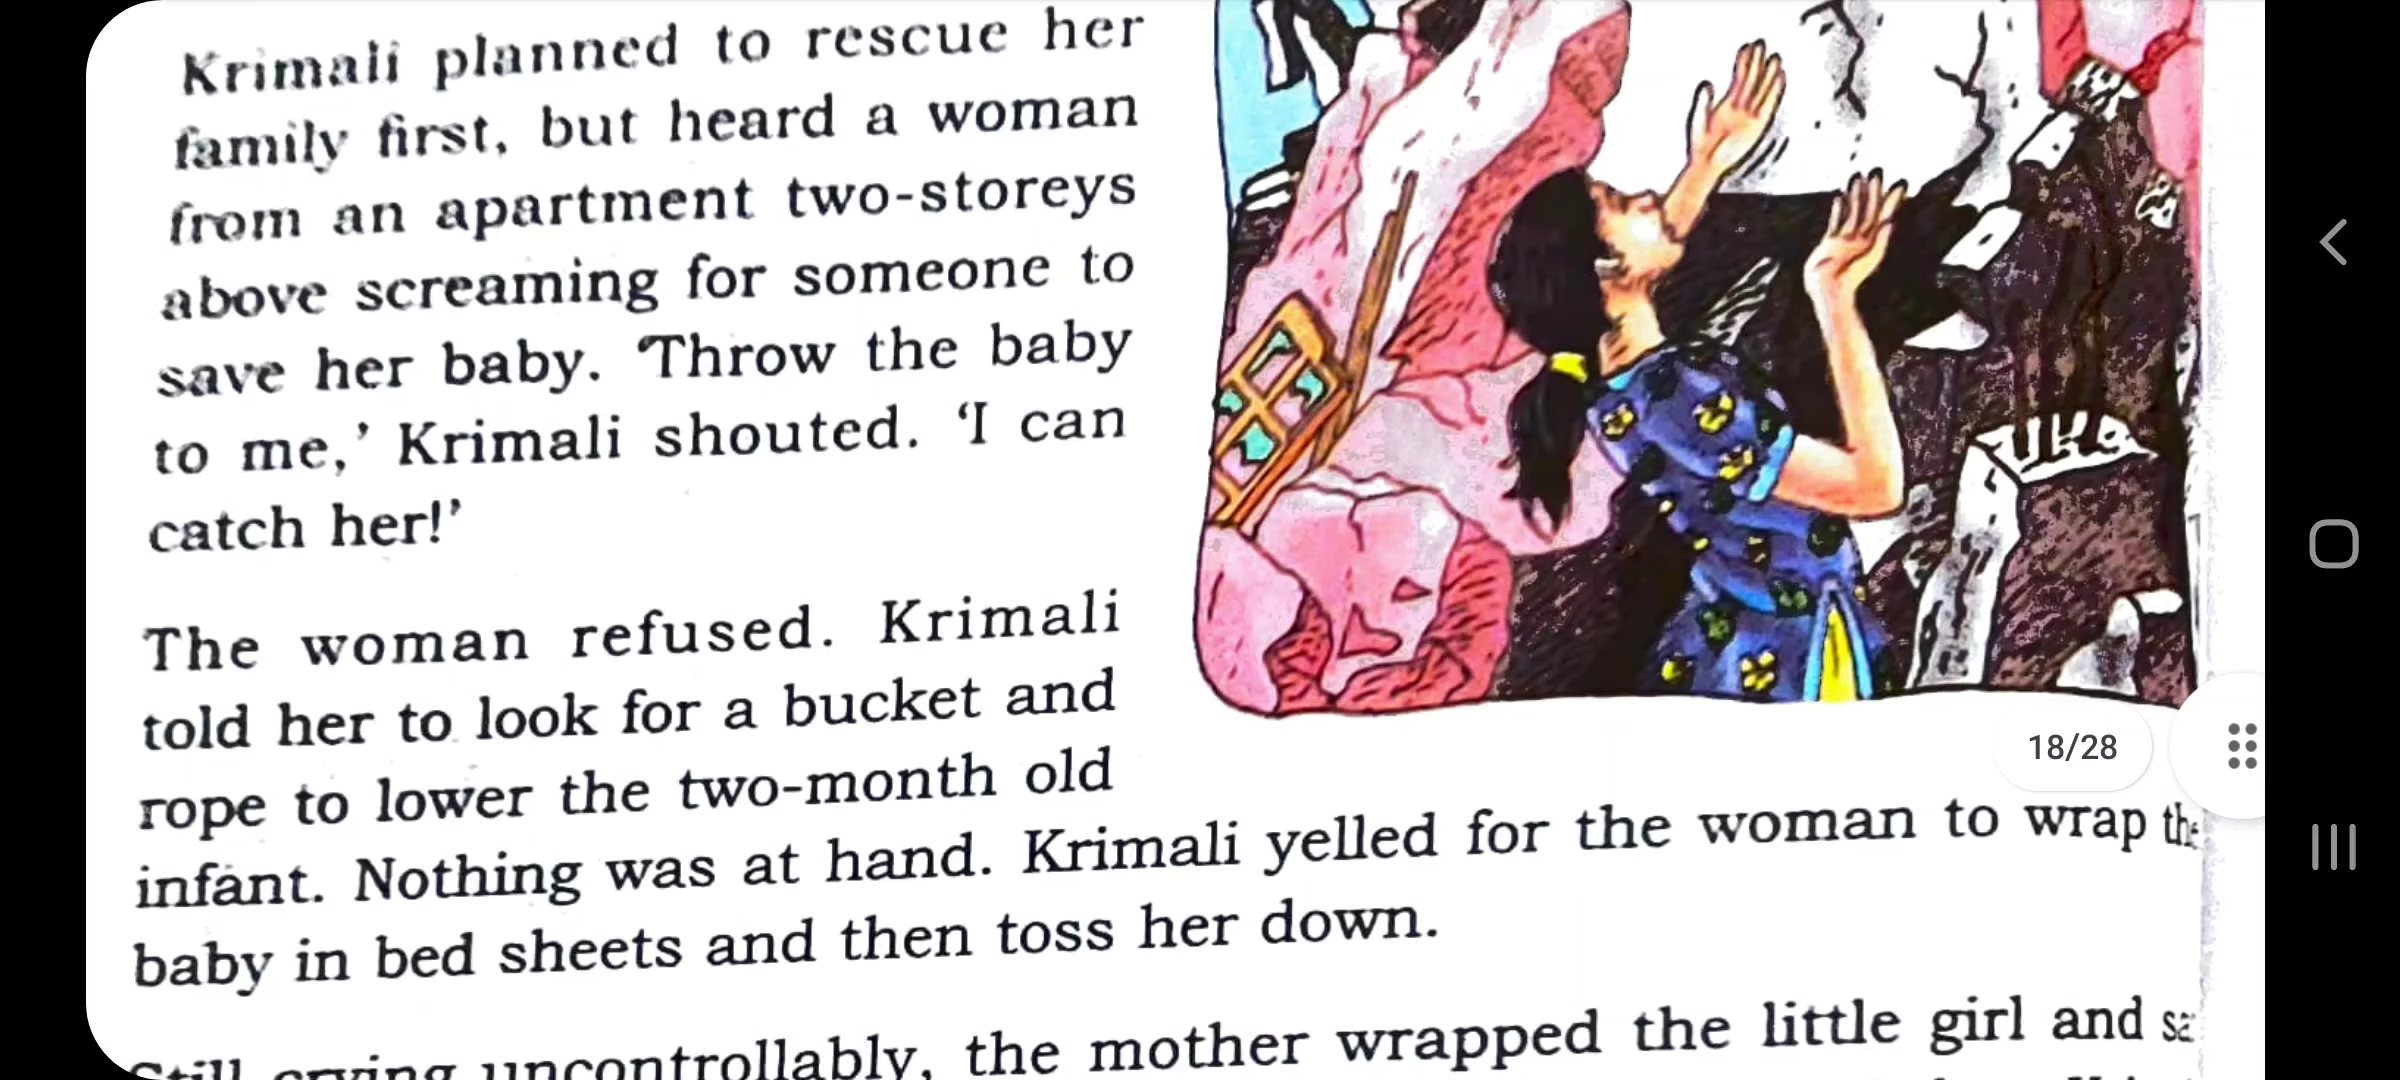 Krimali planned to rescue her
family first, but heard a woman
from an apartment two-storeys
above screaming for someone to
save her baby. ‘Throw the baby
to me,’ Krimali shouted. ‘I can
catch her!’
The woman refused. Krimali
told her to look for a bucket and
rope to lower the two-month old
infant. Nothing was at hand. Krimali yelled for the woman to wrap
baby in bed sheets and then toss her down.
Still crying uncontrollably, the mother wrapped the little girl and
18/28